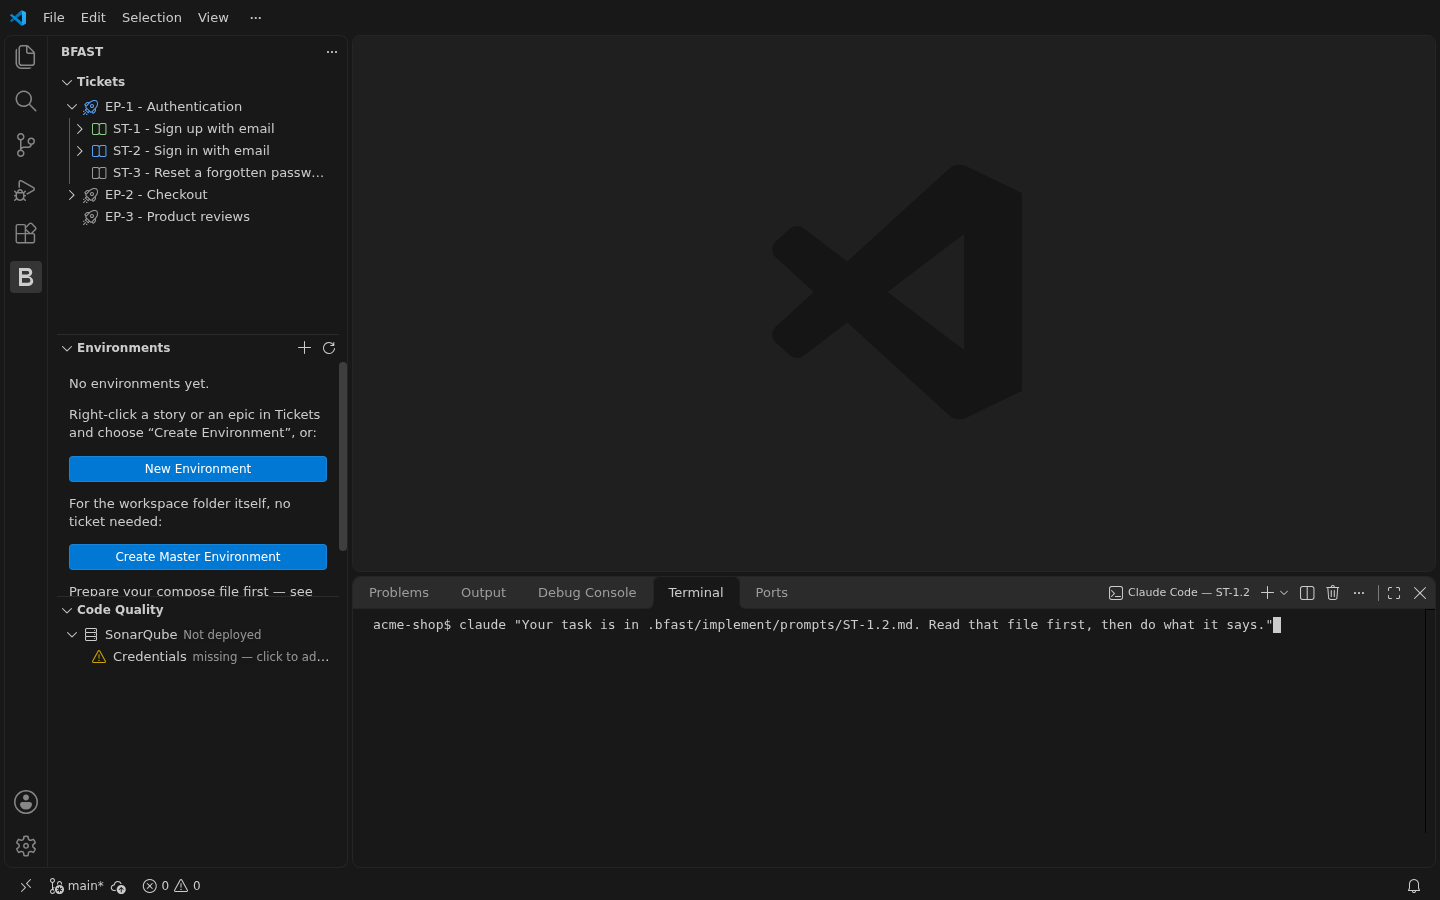 File Edit Selection View ···
BFAST ···
Tickets
EP-1 - Authentication
ST-1 - Sign up with email
ST-2 - Sign in with email
ST-3 - Reset a forgotten passw...
EP-2 - Checkout
EP-3 - Product reviews
B
Environments
No environments yet.
Right-click a story or an epic in Tickets
and choose “Create Environment”, or:
New Environment
For the workspace folder itself, no
ticket needed:
Create Master Environment
Prepare your compose file first — see
Code Quality
SonarQube Not deployed
Credentials missing — click to ad...
Problems Output Debug Console Terminal Ports Claude Code — ST-1.2 ···
acme-shop$ claude "Your task is in .bfast/implement/prompts/ST-1.2.md. Read that file first, then do what it says."
main* 0 0